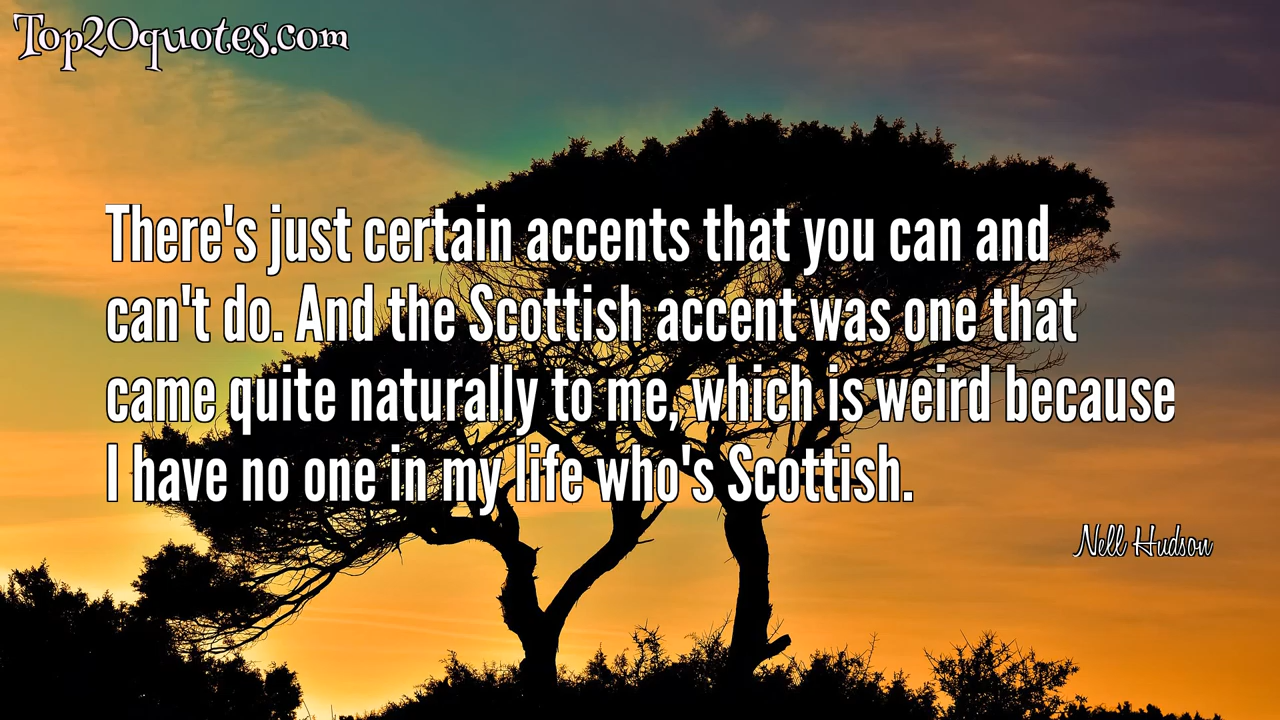 Top20quotes.com
There's just certain accents that you can and
can't do. And the Scottish accent was one that
came quite naturally to me, which is weird because
I have no one in my life who's Scottish.
Nell Hudson